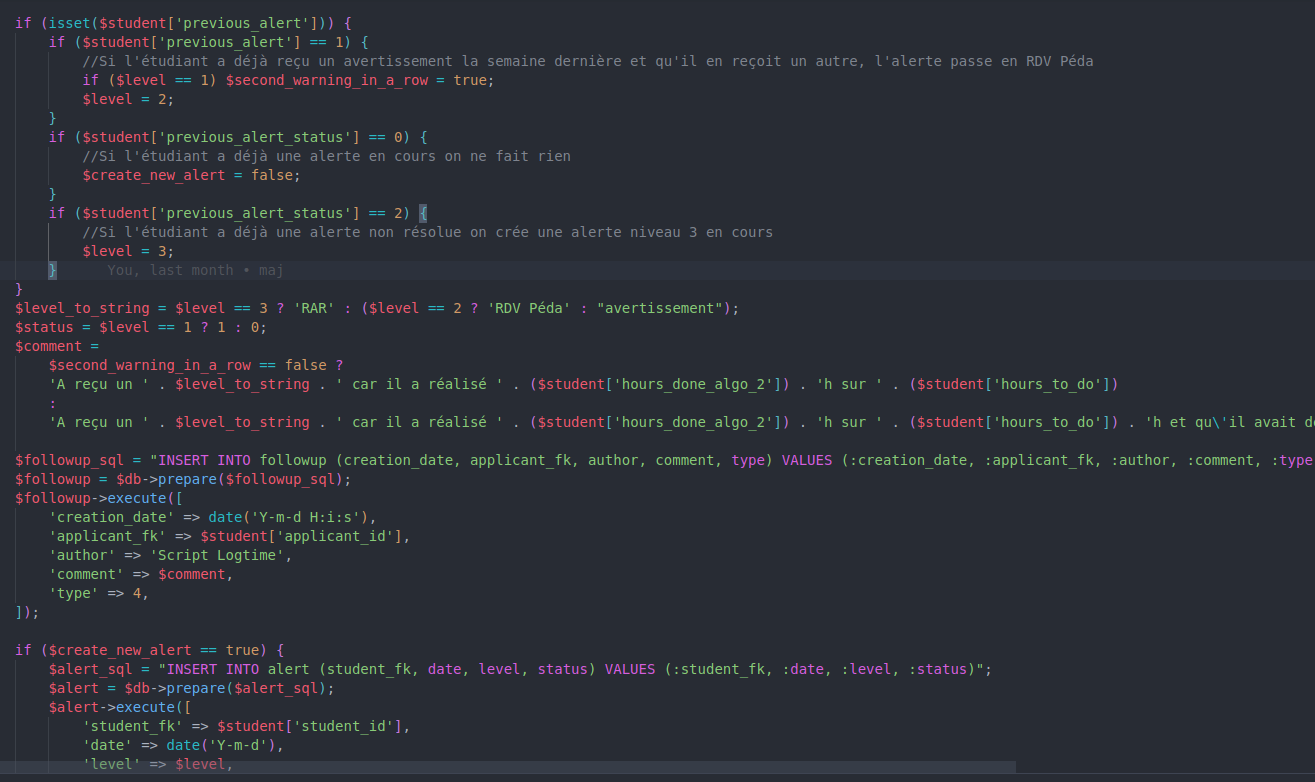 if (isset($student['previous_alert'])) {
if ($student['previous_alert'] == 1) {
//Si l'étudiant a déjà reçu un avertissement la semaine dernière et qu'il en reçoit un autre, l'alerte passe en RDV Péda
if ($level == 1) $second_warning_in_a_row = true;
$level = 2;
}
if ($student['previous_alert_status'] == 0) {
//Si l'étudiant a déjà une alerte en cours on ne fait rien
$create_new_alert = false;
}
if ($student['previous_alert_status'] == 2) {
//Si l'étudiant a déjà une alerte non résolue on crée une alerte niveau 3 en cours
$level = 3;
} You, last month • maj
}
$level_to_string = $level == 3 ? 'RAR' : ($level == 2 ? 'RDV Péda' : "avertissement");
$status = $level == 1 ? 1 : 0;
$comment =
$second_warning_in_a_row == false ?
'A reçu un ' . $level_to_string . ' car il a réalisé ' . ($student['hours_done_algo_2']) . 'h sur ' . ($student['hours_to_do'])
:
'A reçu un ' . $level_to_string . ' car il a réalisé ' . ($student['hours_done_algo_2']) . 'h sur ' . ($student['hours_to_do']) . 'h et qu\'il avait
$followup_sql = "INSERT INTO followup (creation_date, applicant_fk, author, comment, type) VALUES (:creation_date, :applicant_fk, :author, :comment, :type
$followup = $db->prepare($followup_sql);
$followup->execute([
'creation_date' => date('Y-m-d H:i:s'),
'applicant_fk' => $student['applicant_id'],
'author' => 'Script Logtime',
'comment' => $comment,
'type' => 4,
]);
if ($create_new_alert == true) {
$alert_sql = "INSERT INTO alert (student_fk, date, level, status) VALUES (:student_fk, :date, :level, :status)";
$alert = $db->prepare($alert_sql);
$alert->execute([
'student_fk' => $student['student_id'],
'date' => date('Y-m-d'),
'level' => $level,